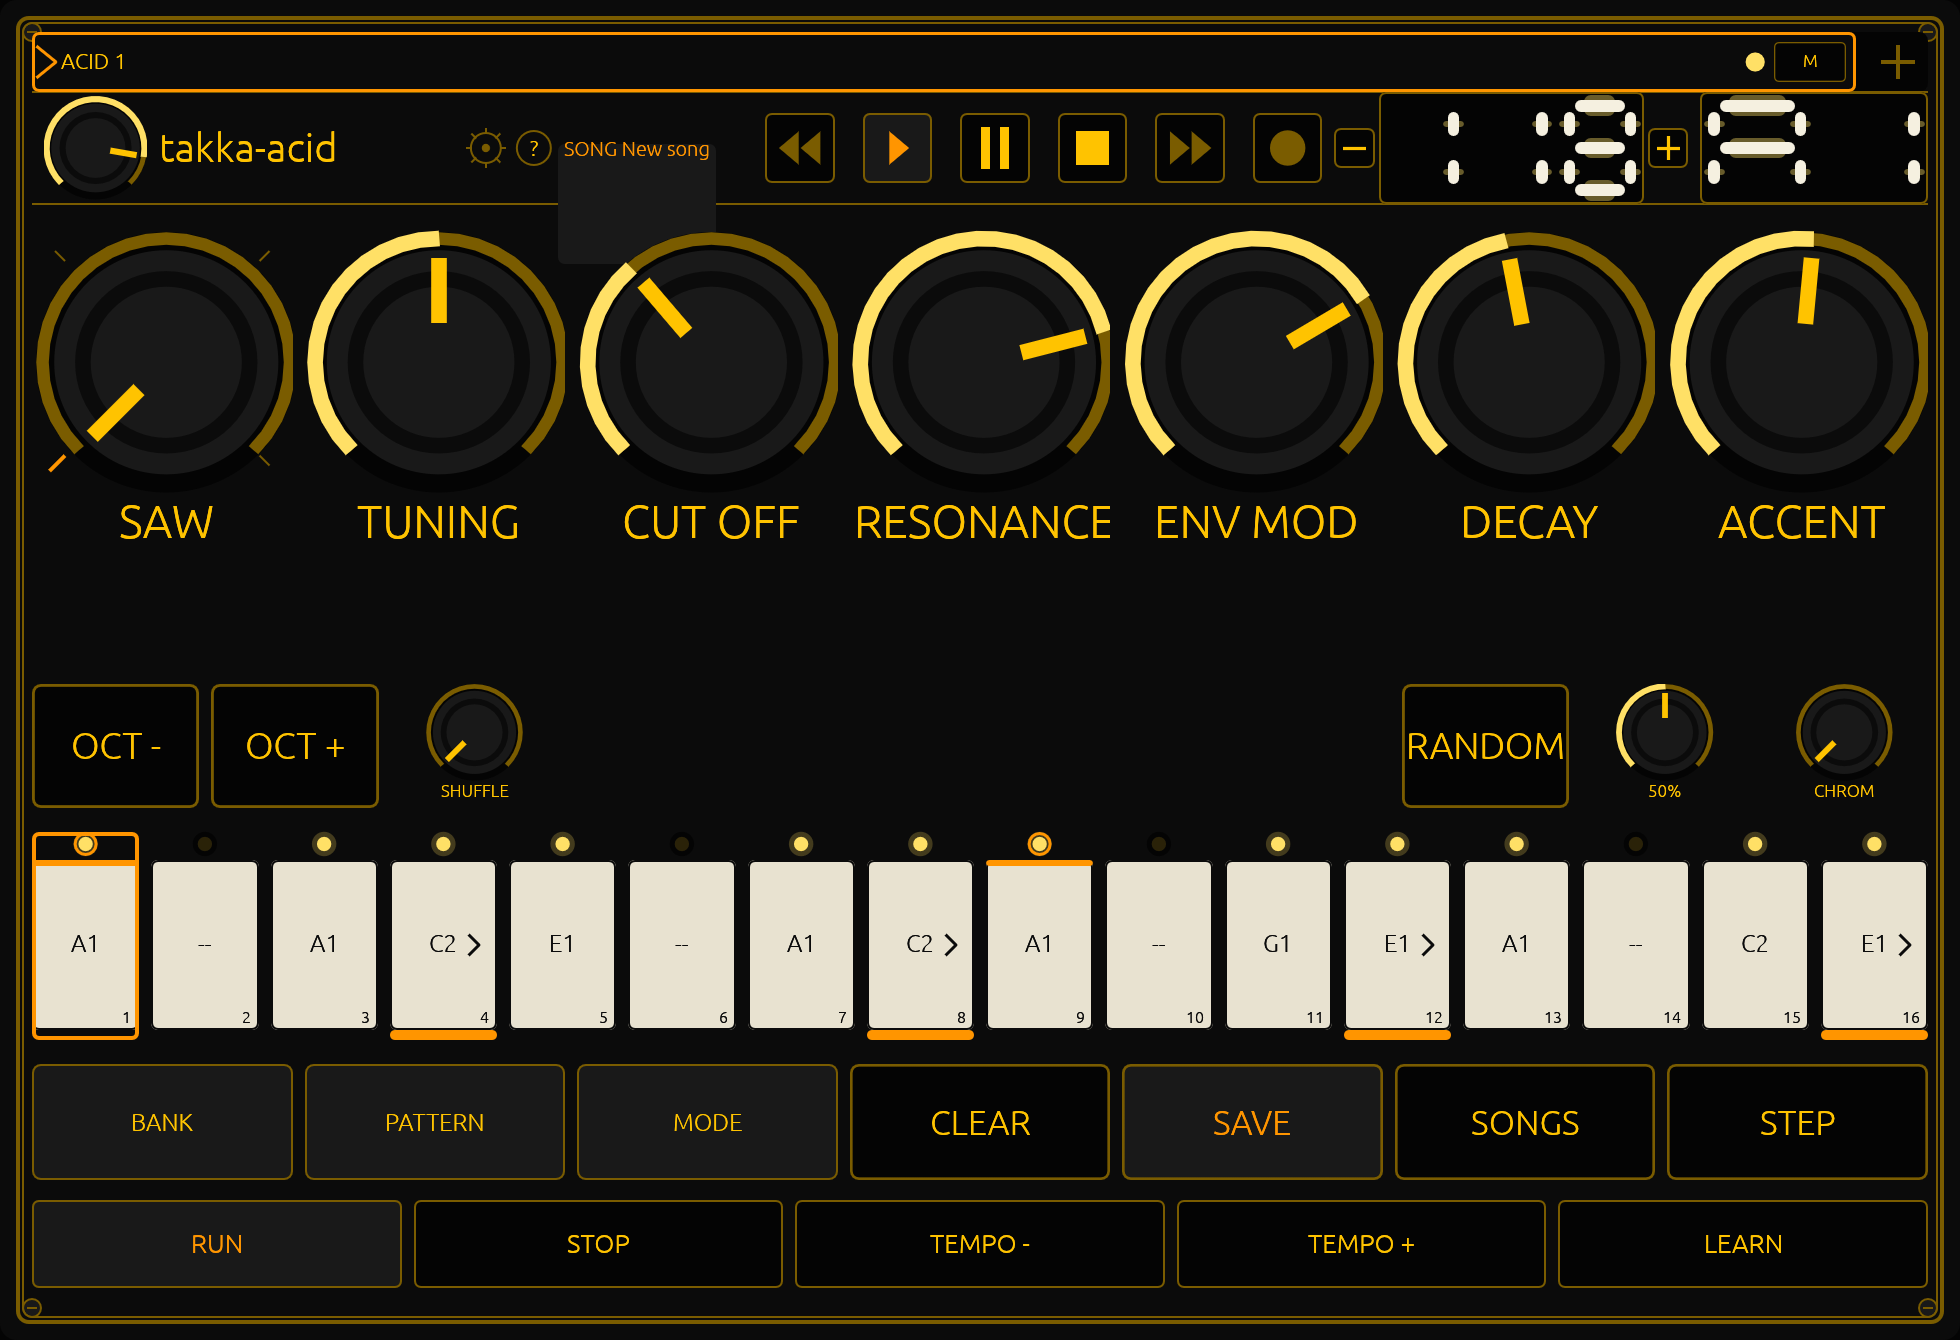 ACID 1
M
takka-acid
?
SONG New song
118
A1
SAW
TUNING
CUT OFF
RESONANCE
ENV MOD
DECAY
ACCENT
OCT -
OCT +
SHUFFLE
RANDOM
50%
CHROM
A1
--
A1
C2
E1
--
A1
C2
A1
--
G1
E1
A1
--
C2
E1
1
2
3
4
5
6
7
8
9
10
11
12
13
14
15
16
BANK
PATTERN
MODE
CLEAR
SAVE
SONGS
STEP
RUN
STOP
TEMPO -
TEMPO +
LEARN